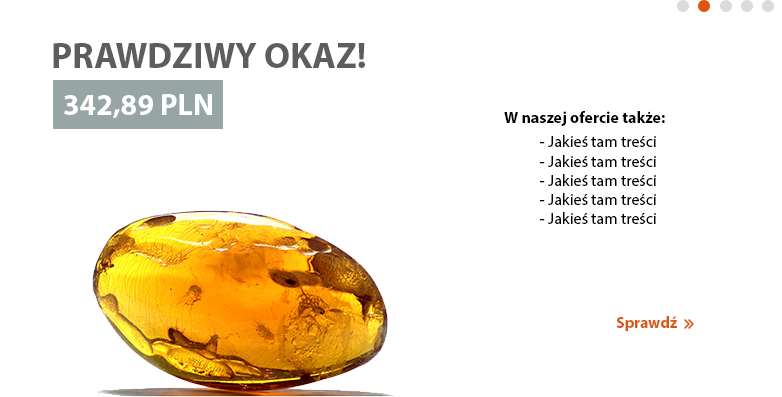 PRAWDZIWY OKAZ!
342,89 PLN
W naszej ofercie także:
- Jakieś tam treści
- Jakieś tam treści
- Jakieś tam treści
- Jakieś tam treści
- Jakieś tam treści
Sprawdź »